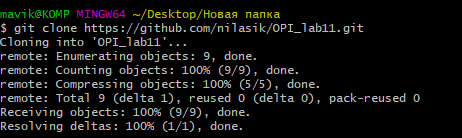 mavik@KOMP MINGW64 ~/Desktop/Новая папка
$ git clone https://github.com/nilasik/OPI_lab11.git
Cloning into 'OPI_lab11'...
remote: Enumerating objects: 9, done.
remote: Counting objects: 100% (9/9), done.
remote: Compressing objects: 100% (5/5), done.
remote: Total 9 (delta 1), reused 0 (delta 0), pack-reused 0
Receiving objects: 100% (9/9), done.
Resolving deltas: 100% (1/1), done.